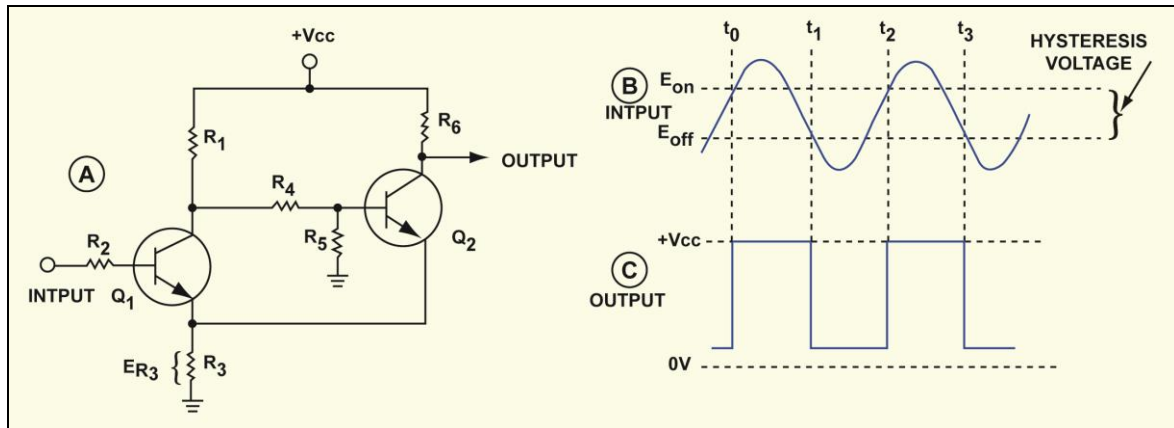 +Vcc
R1
R6
OUTPUT
A
R4
R2
R5
Q2
INTPUT
Q1
ER3
{
R3
t0
t1
t2
t3
HYSTERESIS
VOLTAGE
B
Eon
INTPUT
Eoff
}
+Vcc
C
OUTPUT
0V